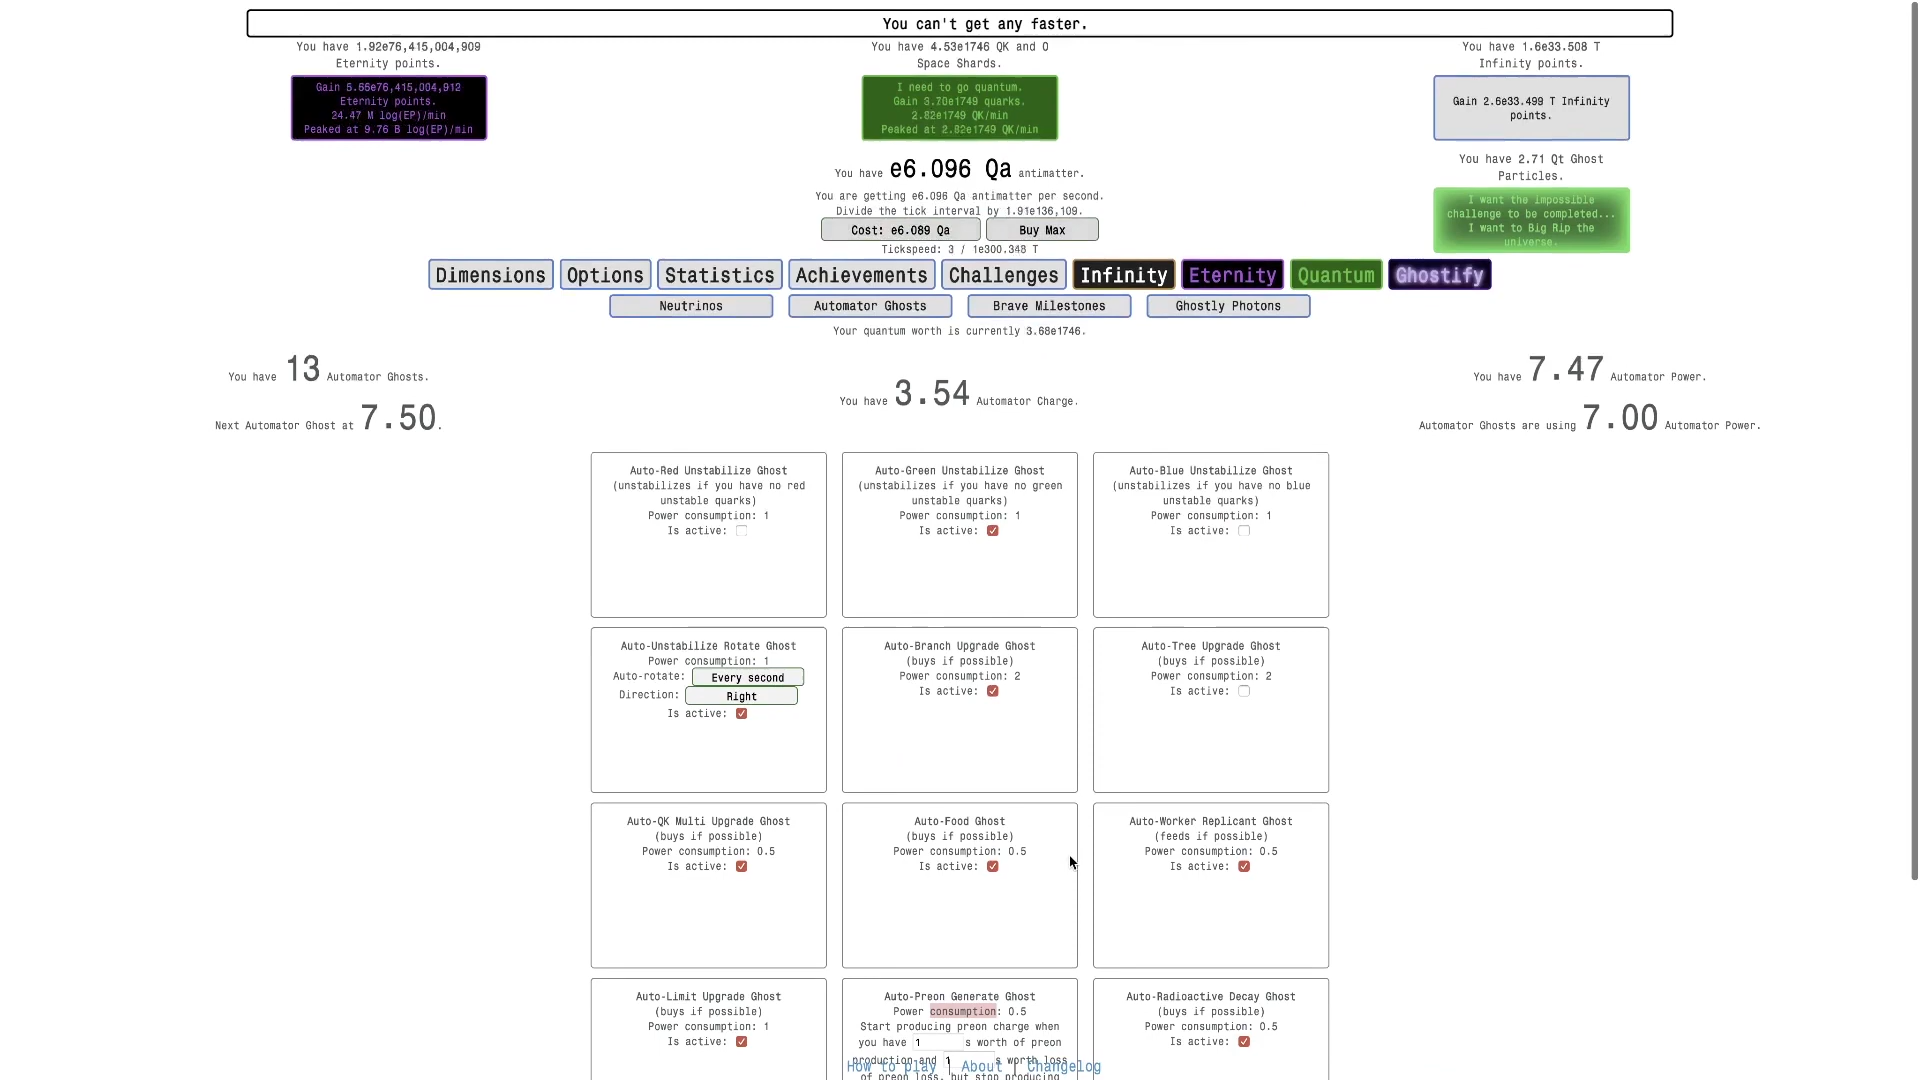 You can't get any faster.
You have 1.92e76,415,004,909
Eternity points.
Gain 5.65e76,415,004,912
Eternity points.
24.47 M log(EP)/min
Peaked at 9.76 B log(EP)/min
You have 4.53e1746 QK and 0
Space Shards.
I need to go quantum.
Gain 3.70e1749 quarks.
2.82e1749 QK/min
Peaked at 2.82e1749 QK/min
You have 1.6e33.508 T
Infinity points.
Gain 2.6e33.499 T Infinity
points.
You have e6.096 Qa antimatter.
You are getting e6.096 Qa antimatter per second.
Divide the tick interval by 1.91e136,109.
Cost: e6.089 Qa
Buy Max
Tickspeed: 3 / 1e300.348 T
You have 2.71 Qt Ghost
Particles.
I want the impossible
challenge to be completed...
I want to Big Rip the
universe.
Dimensions
Options
Statistics
Achievements
Challenges
Infinity
Eternity
Quantum
Ghostify
Neutrinos
Automator Ghosts
Brave Milestones
Ghostly Photons
Your quantum worth is currently 3.68e1746.
You have 13 Automator Ghosts.
Next Automator Ghost at 7.50.
You have 3.54 Automator Charge.
You have 7.47 Automator Power.
Automator Ghosts are using 7.00 Automator Power.
Auto-Red Unstabilize Ghost
(unstabilizes if you have no red
unstable quarks)
Power consumption: 1
Is active:
Auto-Green Unstabilize Ghost
(unstabilizes if you have no green
unstable quarks)
Power consumption: 1
Is active:
Auto-Blue Unstabilize Ghost
(unstabilizes if you have no blue
unstable quarks)
Power consumption: 1
Is active:
Auto-Unstabilize Rotate Ghost
Power consumption: 1
Auto-rotate: Every second
Direction: Right
Is active:
Auto-Branch Upgrade Ghost
(buys if possible)
Power consumption: 2
Is active:
Auto-Tree Upgrade Ghost
(buys if possible)
Power consumption: 2
Is active:
Auto-QK Multi Upgrade Ghost
(buys if possible)
Power consumption: 0.5
Is active:
Auto-Food Ghost
(buys if possible)
Power consumption: 0.5
Is active:
Auto-Worker Replicant Ghost
(feeds if possible)
Power consumption: 0.5
Is active:
Auto-Limit Upgrade Ghost
(buys if possible)
Power consumption: 1
Is active:
Auto-Preon Generate Ghost
Power consumption: 0.5
Start producing preon charge when
you have 1 s worth of preon
production and 1 s worth loss
of preon loss, but stop producing
Auto-Radioactive Decay Ghost
(buys if possible)
Power consumption: 0.5
Is active:
How to play | About | Changelog